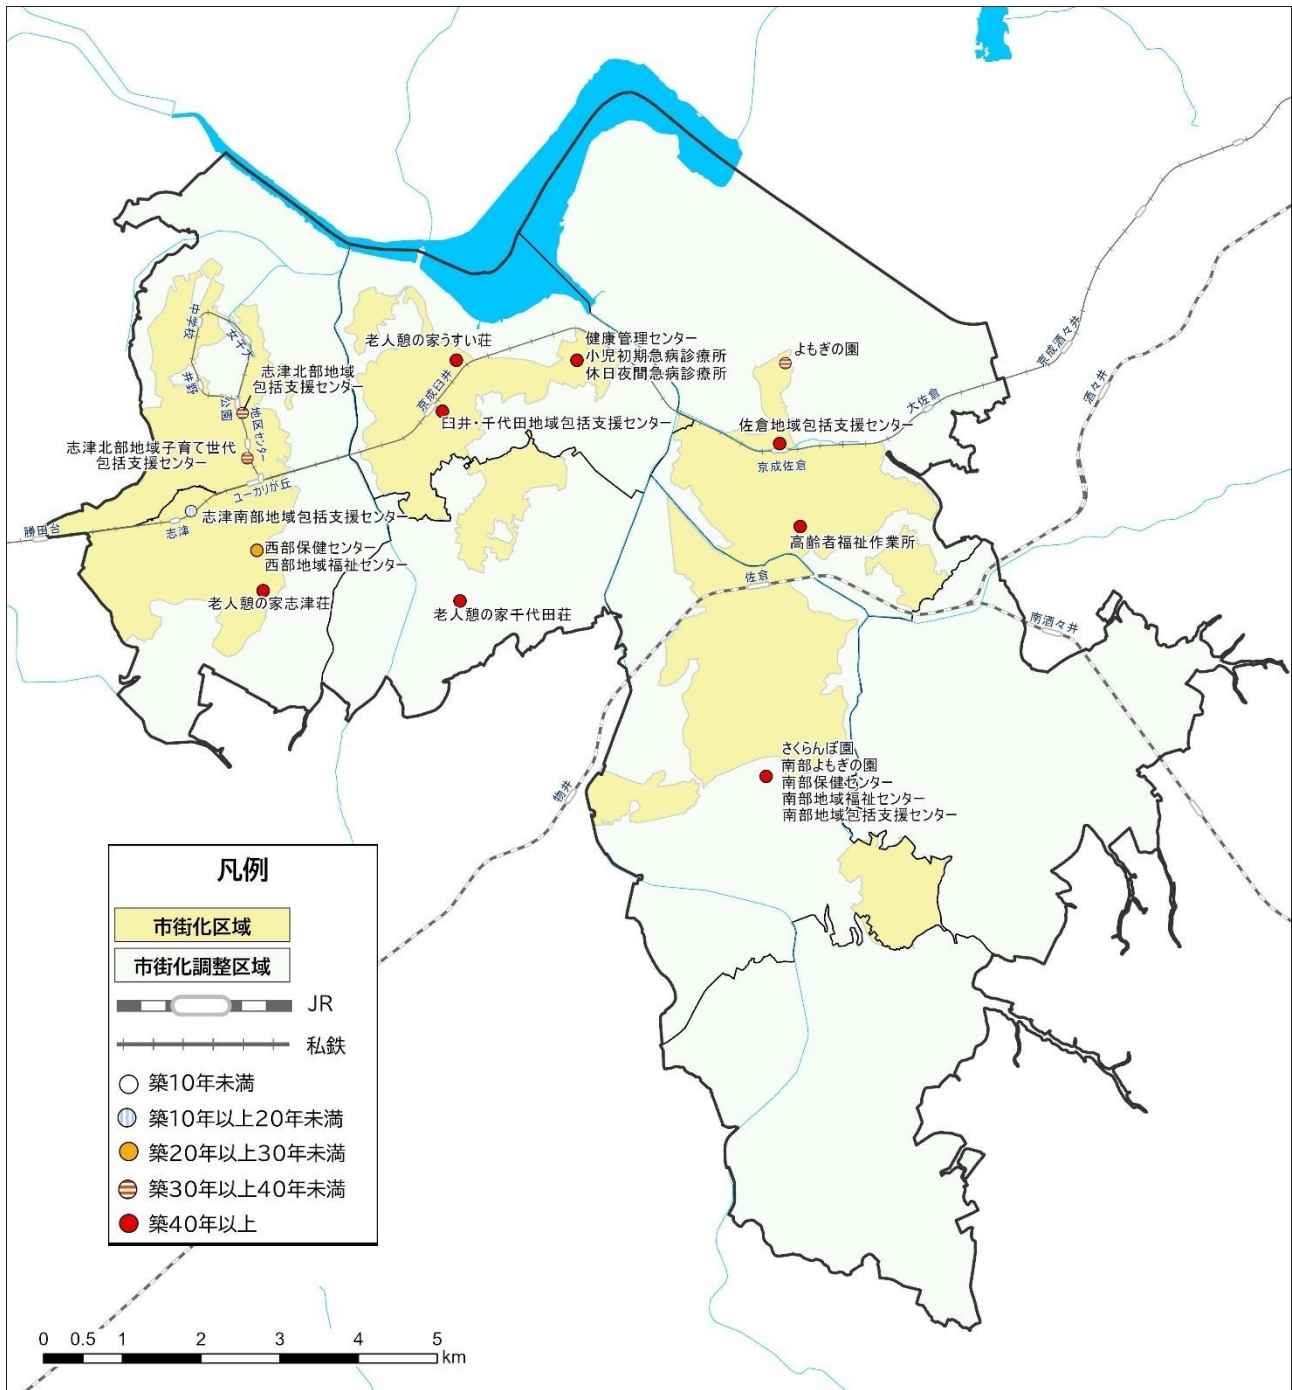 京成酒々井
酒々井
大佐倉
中学校
女子大
井野
公園
地区センター
志津北部地域
包括支援センター
志津北部地域子育て世代
包括支援センター
ユーカリが丘
勝田台
志津
志津南部地域包括支援センター
西部保健センター
西部地域福祉センター
老人憩の家志津荘
老人憩の家うすい荘
京成臼井
臼井・千代田地域包括支援センター
健康管理センター
小児初期急病診療所
休日夜間急病診療所
よもぎの園
佐倉地域包括支援センター
京成佐倉
高齢者福祉作業所
佐倉
老人憩の家千代田荘
南酒々井
物井
さくらんぼ園
南部よもぎの園
南部保健センター
南部地域福祉センター
南部地域包括支援センター
凡例
市街化区域
市街化調整区域
JR
私鉄
築10年未満
築10年以上20年未満
築20年以上30年未満
築30年以上40年未満
築40年以上
0 0.5 1 2 3 4 5
km